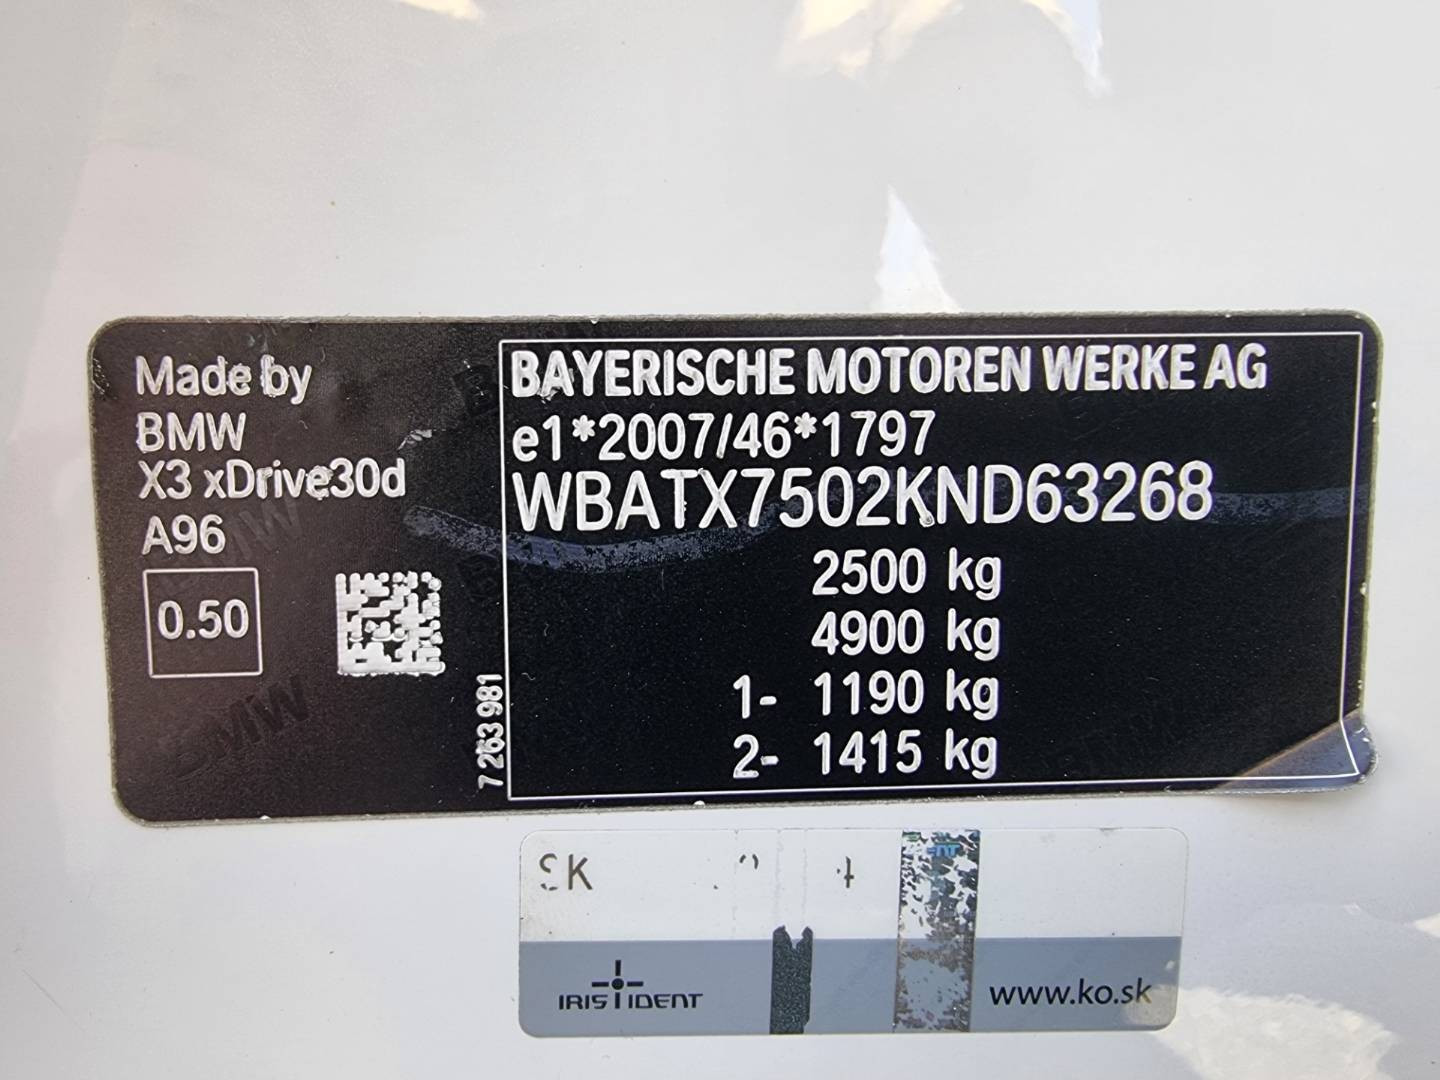 Made by
BMW
X3 xDrive30d
A96
0.50
7 263 981
BAYERISCHE MOTOREN WERKE AG
e1*2007/46*1797
WBATX7502KND63268
2500 kg
4900 kg
1- 1190 kg
2- 1415 kg
SK
IRIS IDENT
www.ko.sk